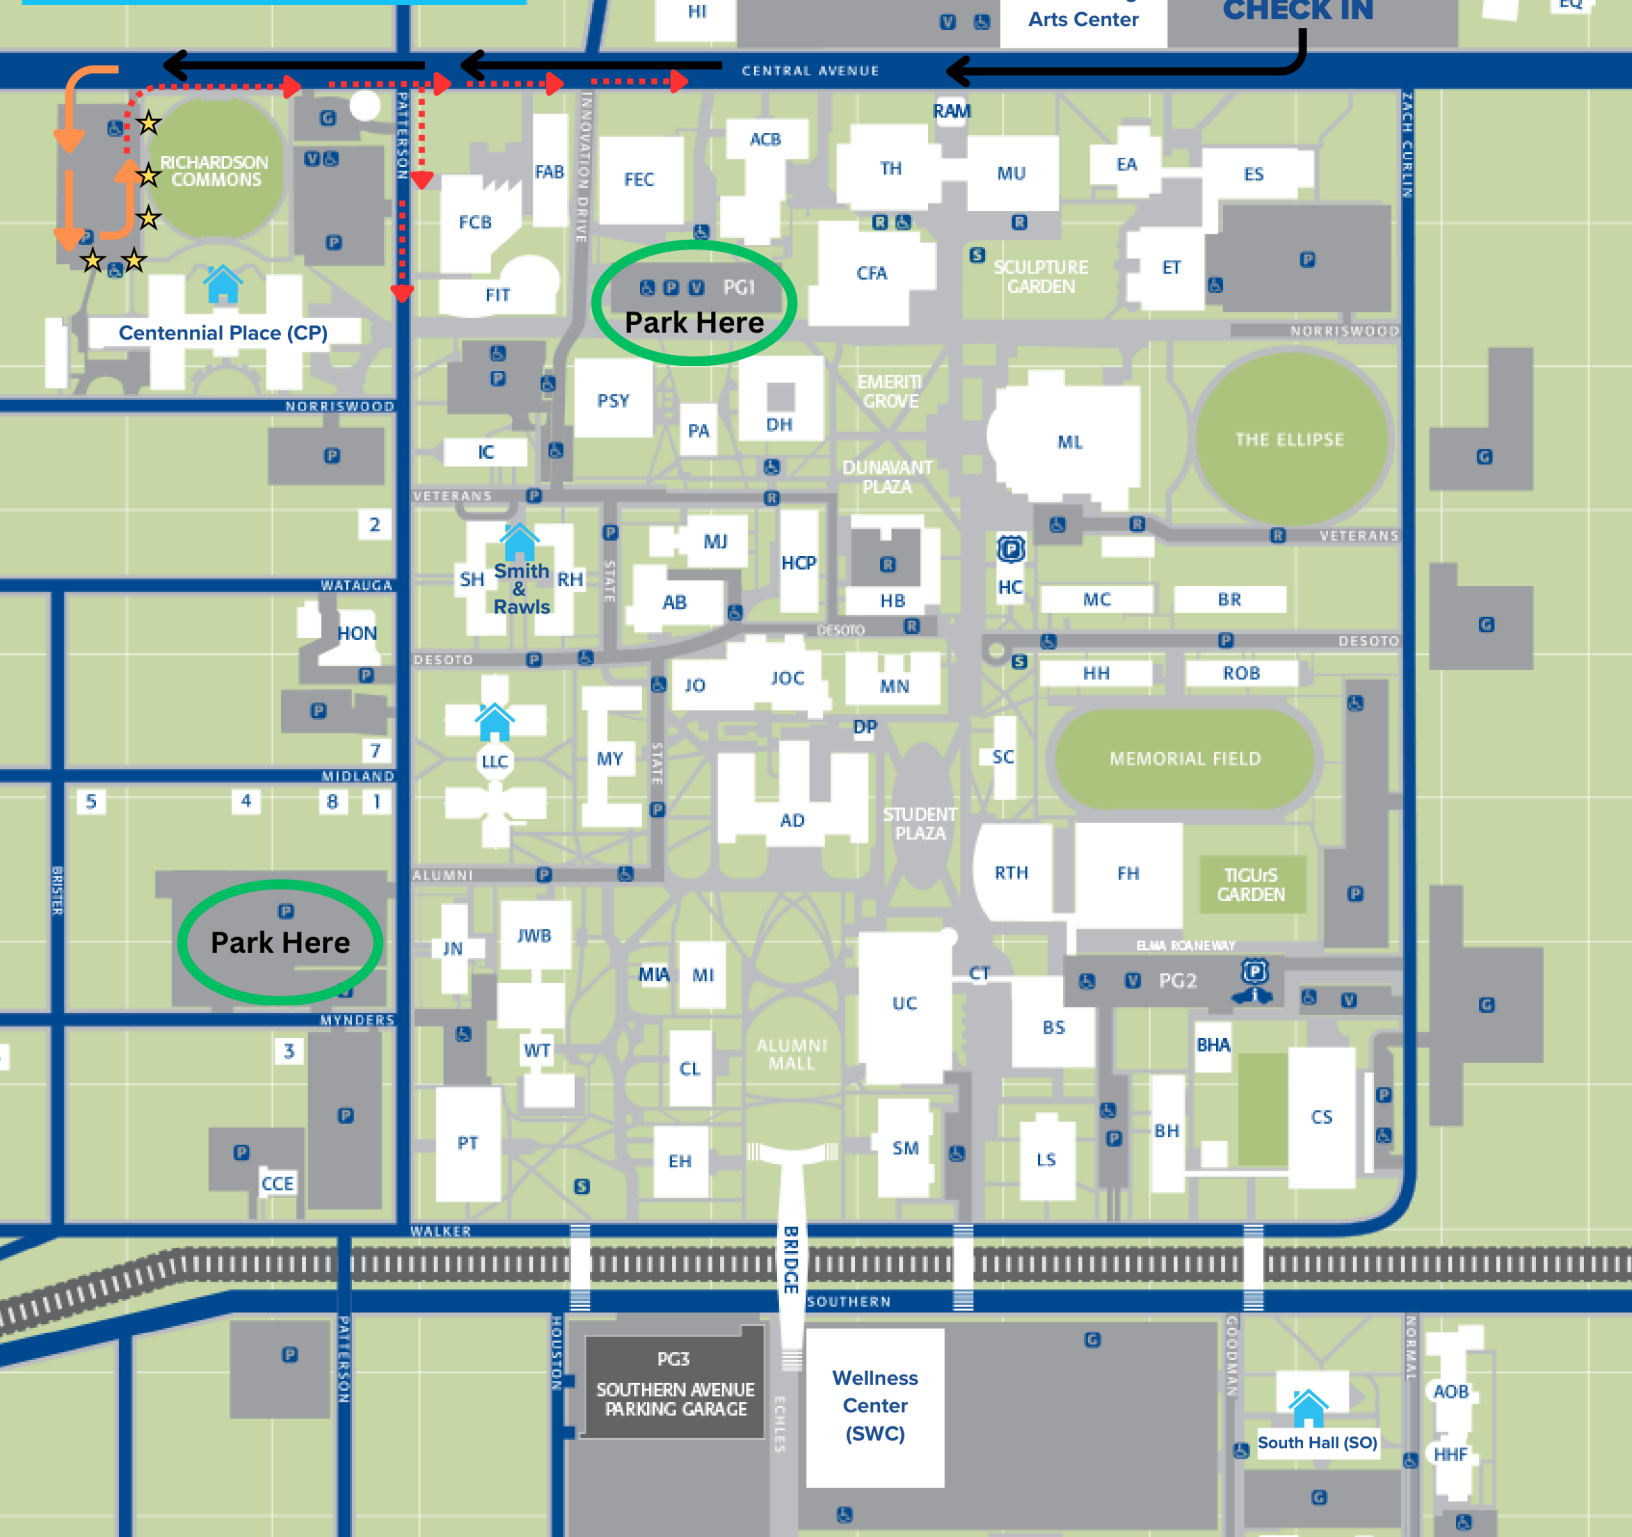 HI
V
Arts Center
CHECK IN
EQ
CENTRAL AVENUE
PATTERSON
INNOVATION DRIVE
ZACH CURLIN
RAM
G
V
RICHARDSON
COMMONS
P
P
FAB
FCB
FIT
FEC
ACB
TH
MU
EA
ES
R
R
S
CFA
SCULPTURE
GARDEN
ET
P
P V PG1
Park Here
Centennial Place (CP)
NORRISWOOD
NORRISWOOD
P
P
PSY
PA
DH
EMERITI
GROVE
ML
THE ELLIPSE
G
IC
DUNAVANT
PLAZA
VETERANS
P
R
2
P
MJ
HCP
R
P
R
R
VETERANS
SH
Smith
&
Rawls
RH
STATE
AB
HB
HC
MC
BR
WATAUGA
HON
P
DESOTO
P
DESOTO
R
P
DESOTO
G
S
JO
JOC
MN
HH
ROB
P
7
LLC
MY
STATE
DP
SC
MEMORIAL FIELD
MIDLAND
5
4
8
1
P
AD
STUDENT
PLAZA
BRISTER
ALUMNI
P
RTH
FH
TIGUrS
GARDEN
P
P
Park Here
JN
JWB
MIA
MI
UC
CT
ELMA ROANEWAY
V
PG2
P
V
G
MYNDERS
3
WT
CL
ALUMNI
MALL
BS
BHA
P
P
CCE
PT
EH
SM
LS
P
BH
CS
P
S
WALKER
BRIDGE
SOUTHERN
PATTERSON
HOUSTON
P
PG3
SOUTHERN AVENUE
PARKING GARAGE
ECHLES
Wellness
Center
(SWC)
G
GOODMAN
NORMAL
South Hall (SO)
G
AOB
HHF